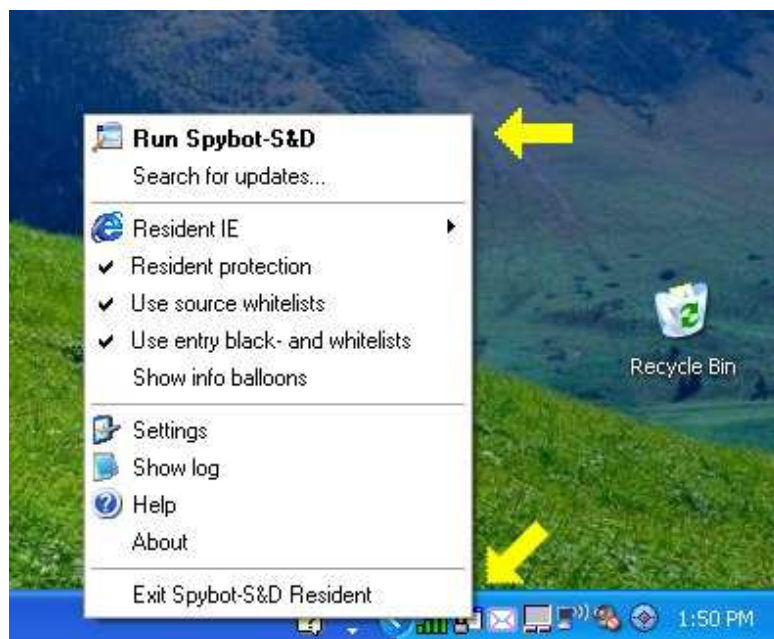 Run Spybot-S&D
Search for updates...
Resident IE
Resident protection
Use source whitelists
Use entry black- and whitelists
Show info balloons
Settings
Show log
Help
About
Exit Spybot-S&D Resident
Recycle Bin
1:50 PM